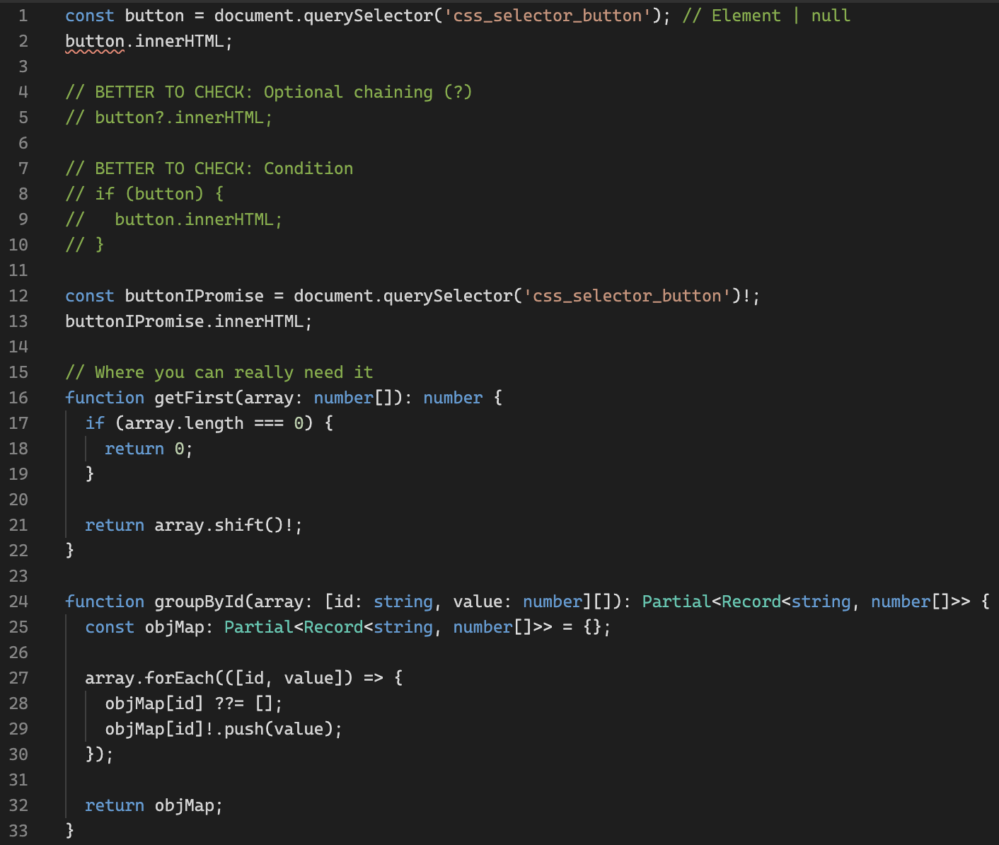 1 const button = document.querySelector('css_selector_button'); // Element | null
2 button.innerHTML;
3
4 // BETTER TO CHECK: Optional chaining (?)
5 // button?.innerHTML;
6
7 // BETTER TO CHECK: Condition
8 // if (button) {
9 //   button.innerHTML;
10 // }
11
12 const buttonIPromise = document.querySelector('css_selector_button')!;
13 buttonIPromise.innerHTML;
14
15 // Where you can really need it
16 function getFirst(array: number[]): number {
17   if (array.length === 0) {
18     return 0;
19   }
20
21   return array.shift()!;
22 }
23
24 function groupById(array: [id: string, value: number][]): Partial<Record<string, number[]>> {
25   const objMap: Partial<Record<string, number[]>> = {};
26
27   array.forEach(([id, value]) => {
28     objMap[id] ??= [];
29     objMap[id]!.push(value);
30   });
31
32   return objMap;
33 }